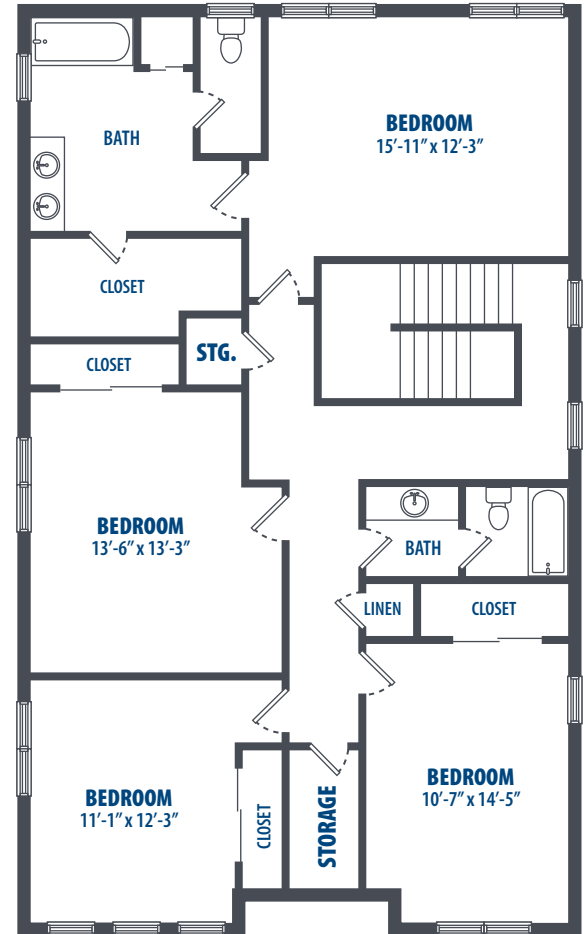 BEDROOM
15'-11" x 12'-3"
BATH
CLOSET
STG.
CLOSET
BEDROOM
13'-6" x 13'-3"
BATH
LINEN
CLOSET
BEDROOM
10'-7" x 14'-5"
BEDROOM
11'-1" x 12'-3"
CLOSET
STORAGE